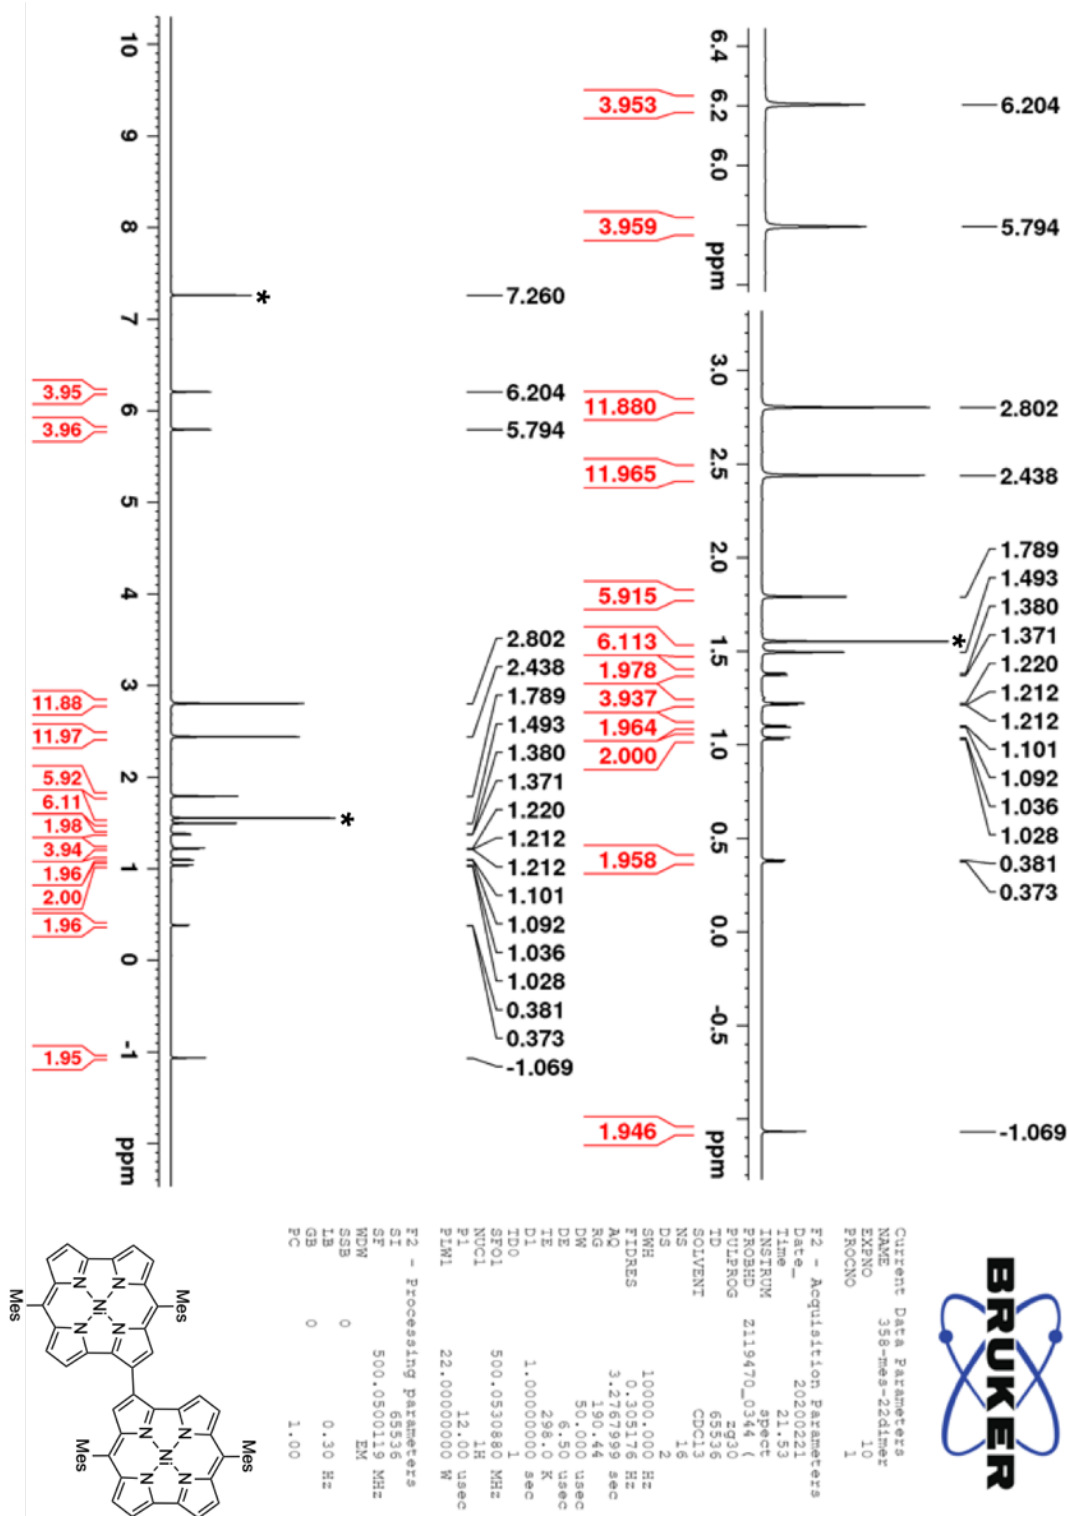 6.204
5.794
3.953
3.959
6.4
6.2
6.0
ppm
2.802
2.438
1.789
1.493
1.380
1.371
1.220
1.212
1.212
1.101
1.092
1.036
1.028
0.381
0.373
-1.069
*
11.880
11.965
5.915
6.113
1.978
3.937
1.964
2.000
1.958
1.946
3.0
2.5
2.0
1.5
1.0
0.5
0.0
-0.5
ppm
7.260
6.204
5.794
2.802
2.438
1.789
1.493
1.380
1.371
1.220
1.212
1.212
1.101
1.092
1.036
1.028
0.381
0.373
-1.069
*
*
10
9
8
7
6
5
4
3
2
1
0
-1
ppm
3.95
3.96
11.88
11.97
5.92
6.11
1.98
3.94
1.96
2.00
1.96
1.95
BRUKER
Current Data Parameters
NAME 358-mes-22dimer
EXPNO 10
PROCNO 1
F2 - Acquisition Parameters
Date_ 20200221
Time 21.53
INSTRUM spect
PROBHD Z119470_0344 (
PULPROG zg30
TD 65536
SOLVENT CDCl3
NS 16
DS 2
SWH 10000.000 Hz
FIDRES 0.305176 Hz
AQ 3.2767999 sec
RG 190.44
DW 50.000 usec
DE 6.50 usec
TE 298.0 K
D1 1.00000000 sec
TD0 1
SFO1 500.0530880 MHz
NUC1 1H
P1 12.00 usec
PLW1 22.00000000 W
F2 - Processing parameters
SI 65536
SF 500.0500119 MHz
WDW EM
SSB 0
LB 0.30 Hz
GB 0
PC 1.00
Mes
N N
Ni
N N
Mes
Mes
N N
Ni
N N
Mes